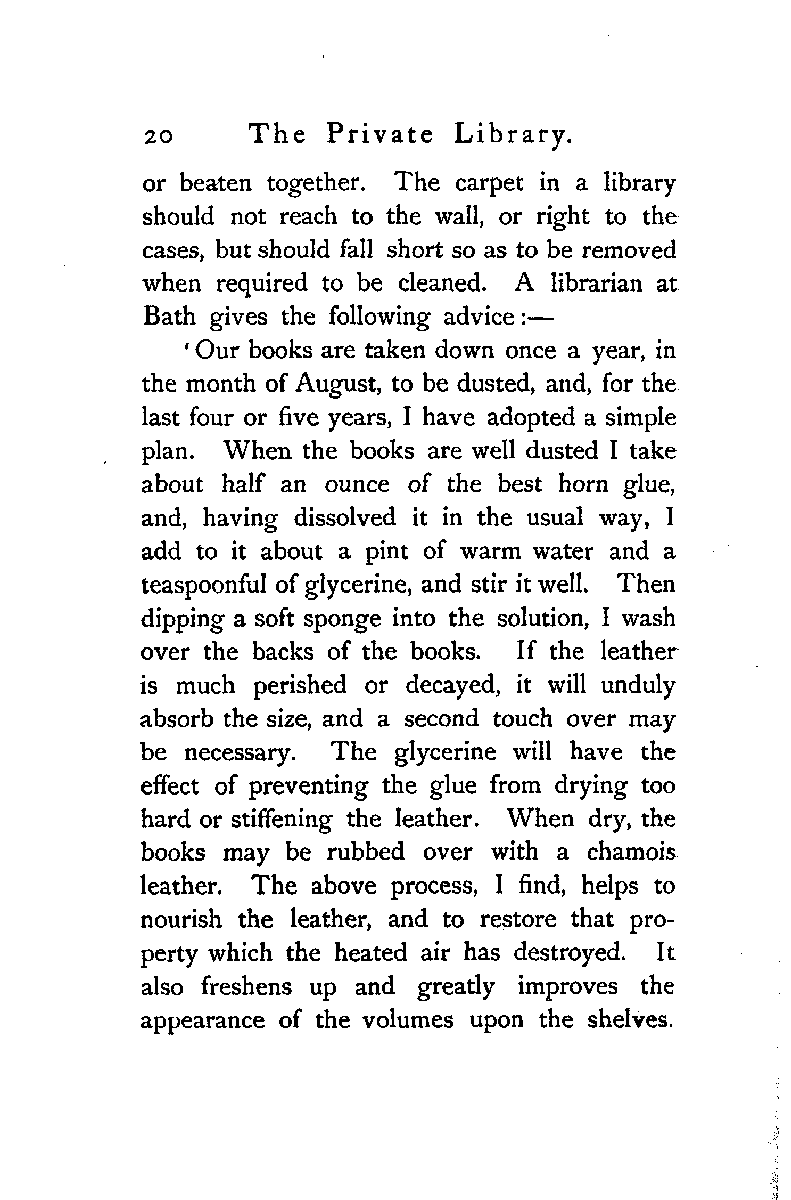 20 The Private Library.
or beaten together. The carpet in a library
should not reach to the wall, or right to the
cases, but should fall short so as to be removed
when required to be cleaned. A librarian at
Bath gives the following advice :—
‘ Our books are taken down once a year, in
the month of August, to be dusted, and, for the
last four or five years, I have adopted a simple
plan. When the books are well dusted I take
about half an ounce of the best horn glue,
and, having dissolved it in the usual way, I
add to it about a pint of warm water and a
teaspoonful of glycerine, and stir it well. Then
dipping a soft sponge into the solution, I wash
over the backs of the books. If the leather
is much perished or decayed, it will unduly
absorb the size, and a second touch over may
be necessary. The glycerine will have the
effect of preventing the glue from drying too
hard or stiffening the leather. When dry, the
books may be rubbed over with a chamois
leather. The above process, I find, helps to
nourish the leather, and to restore that pro-
perty which the heated air has destroyed. It
also freshens up and greatly improves the
appearance of the volumes upon the shelves.